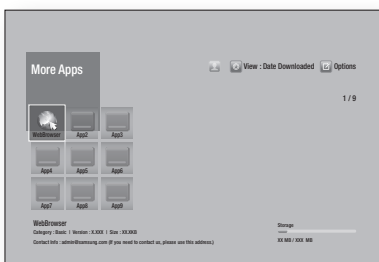 More Apps
View : Date Downloaded Options
1 / 9
WebBrowser App2 App3
App4 App5 App6
App7 App8 App9
WebBrowser
Category : Basic | Version : X.XXX | Size : XX.XKB
Contact Info : admin@samsung.com (if you need to contact us, please use this address.)
Storage
XX MB / XXX MB